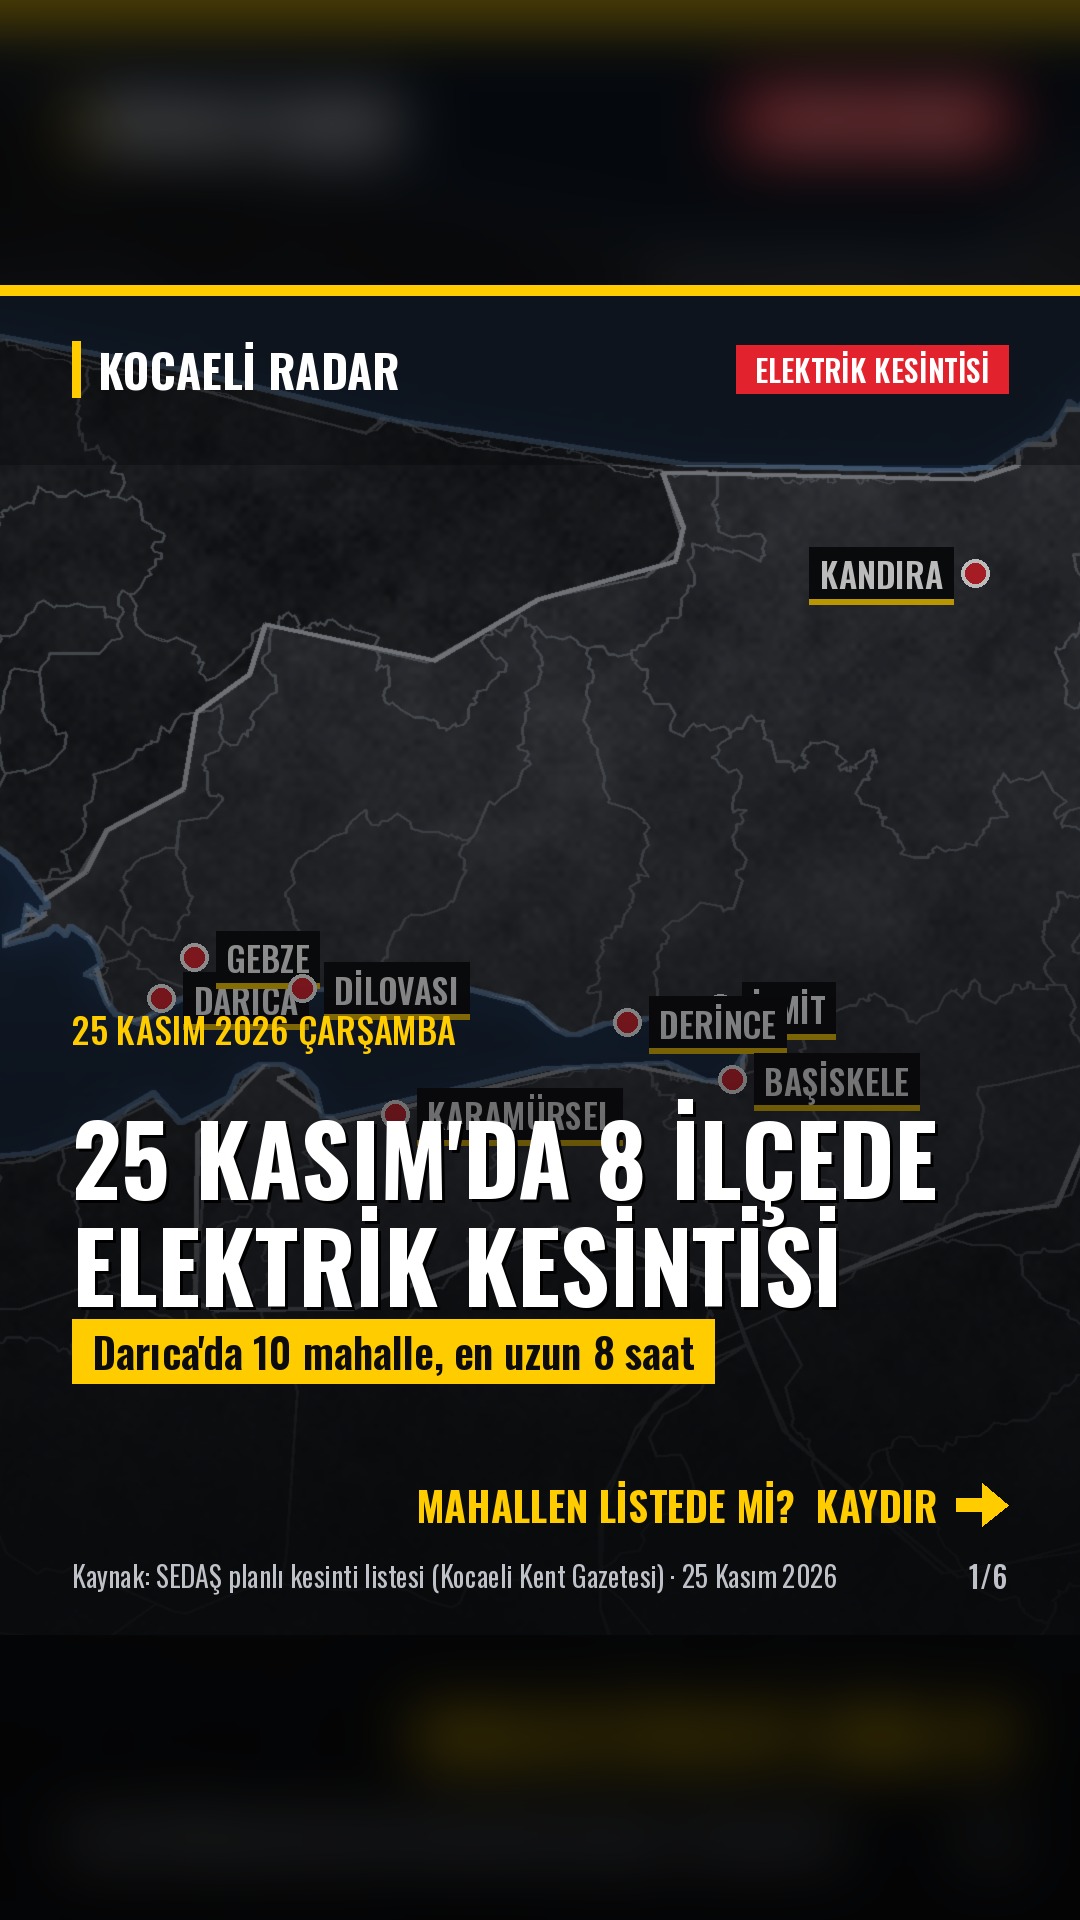 KOCAELİ RADAR
ELEKTRİK KESİNTİSİ
KANDIRA
GEBZE
DARICA
DİLOVASI
25 KASIM 2026 ÇARŞAMBA
DERİNCE
BAŞİSKELE
KARAMÜRSEL
25 KASIM'DA 8 İLÇEDE
ELEKTRİK KESİNTİSİ
Darıca'da 10 mahalle, en uzun 8 saat
MAHALLEN LİSTEDE Mİ? KAYDIR
Kaynak: SEDAŞ planlı kesinti listesi (Kocaeli Kent Gazetesi) · 25 Kasım 2026
1/6